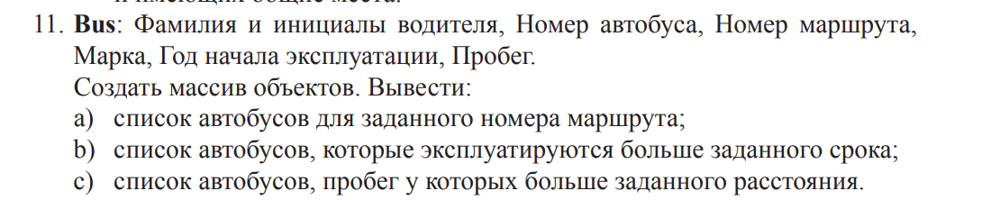 11. Bus: Фамилия и инициалы водителя, Номер автобуса, Номер маршрута,
Марка, Год начала эксплуатации, Пробег.
Создать массив объектов. Вывести:
a) список автобусов для заданного номера маршрута;
b) список автобусов, которые эксплуатируются больше заданного срока;
c) список автобусов, пробег у которых больше заданного расстояния.